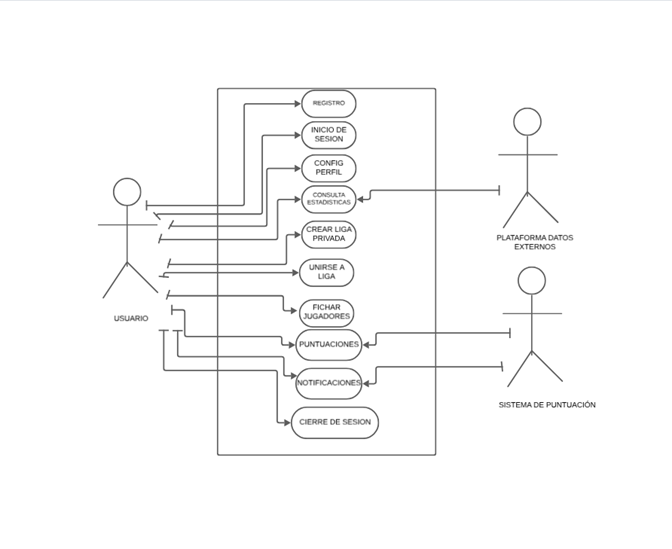 REGISTRO
INICIO DE
SESION
CONFIG
PERFIL
CONSULTA
ESTADISTICAS
CREAR LIGA
PRIVADA
UNIRSE A
LIGA
FICHAR
JUGADORES
PUNTUACIONES
NOTIFICACIONES
CIERRE DE SESION
USUARIO
PLATAFORMA DATOS
EXTERNOS
SISTEMA DE PUNTUACIÓN